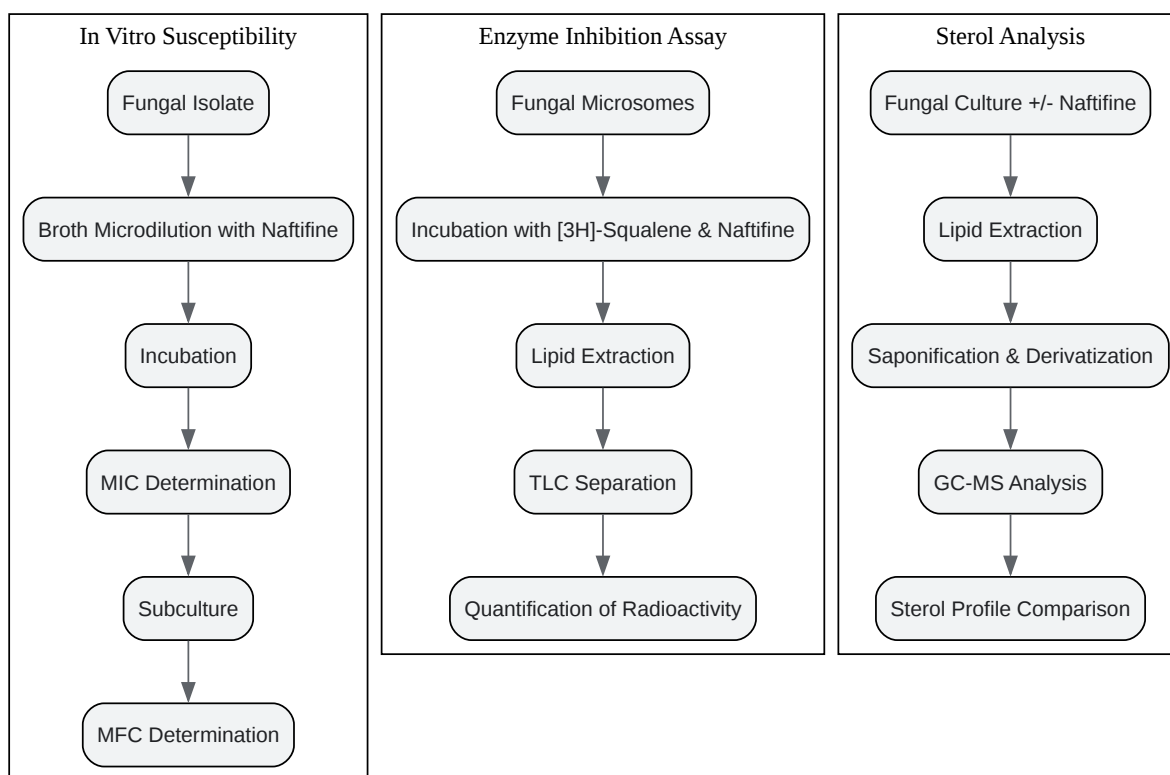 In Vitro Susceptibility
Fungal Isolate
Broth Microdilution with Naftifine
Incubation
MIC Determination
Subculture
MFC Determination
Enzyme Inhibition Assay
Fungal Microsomes
Incubation with [3H]-Squalene & Naftifine
Lipid Extraction
TLC Separation
Quantification of Radioactivity
Sterol Analysis
Fungal Culture +/- Naftifine
Lipid Extraction
Saponification & Derivatization
GC-MS Analysis
Sterol Profile Comparison